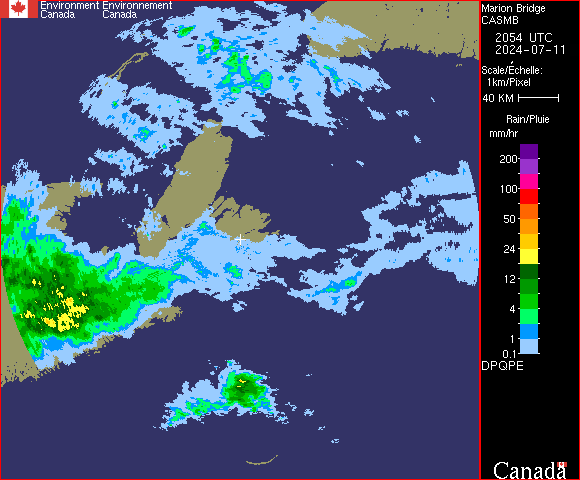 Environment Environnement
Canada Canada
Marion Bridge
CASMB
2054 UTC
2024-07-11
Scale/Échelle:
1km/Pixel
40 KM
Rain/Pluie
mm/hr
200
100
50
24
12
4
1
0.1
DPQPE
Canada